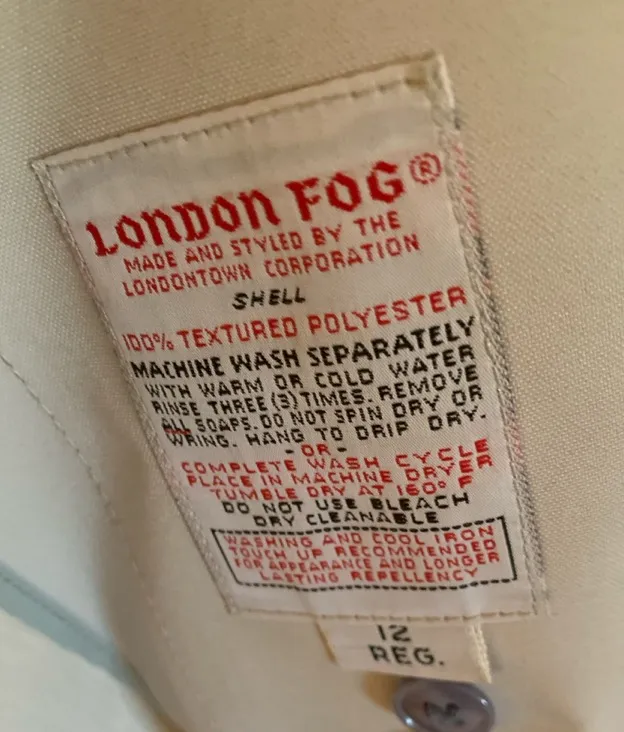 LONDON FOG®
MADE AND STYLED BY THE
LONDONTOWN CORPORATION
SHELL
100% TEXTURED POLYESTER
MACHINE WASH SEPARATELY
WITH WARM OR COLD WATER
RINSE THREE (3) TIMES. REMOVE
ALL SOAPS. DO NOT SPIN DRY OR
WRING. HANG TO DRIP DRY.
- OR -
COMPLETE WASH CYCLE
PLACE IN MACHINE DRYER
TUMBLE DRY AT 160° F
DO NOT USE BLEACH
DRY CLEANABLE
WASHING AND COOL IRON
TOUCH UP RECOMMENDED
FOR APPEARANCE AND LONGER
LASTING REPELLENCY
12
REG.